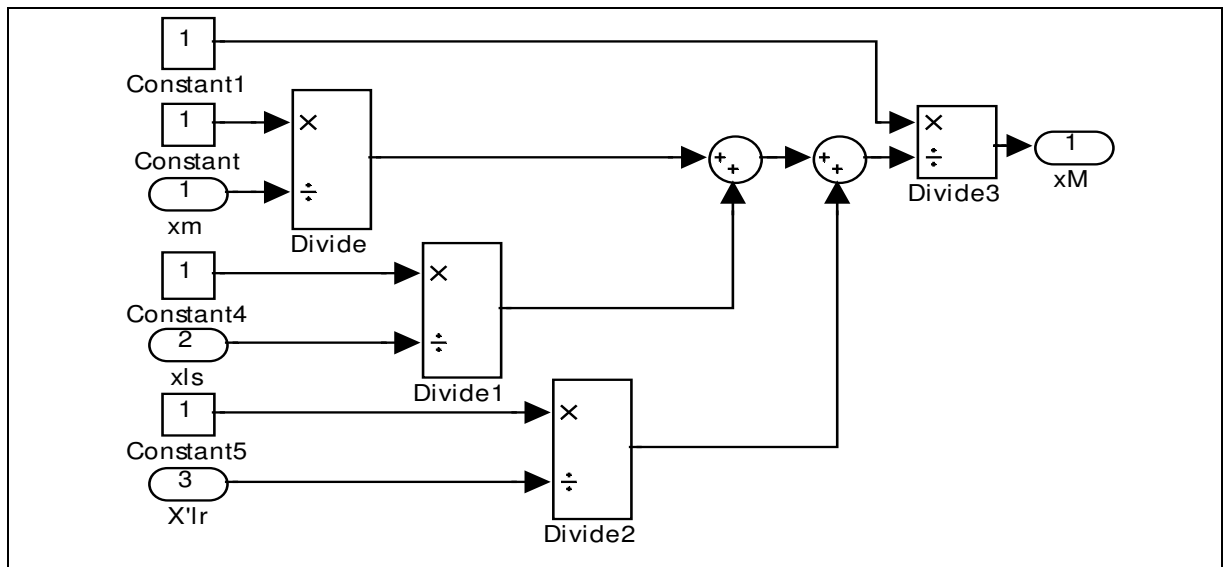 1
Constant1
1
Constant
1
xm
×
÷
Divide
1
Constant4
2
xls
×
÷
Divide1
1
Constant5
3
X'lr
×
÷
Divide2
+
+
+
+
×
÷
Divide3
1
xM